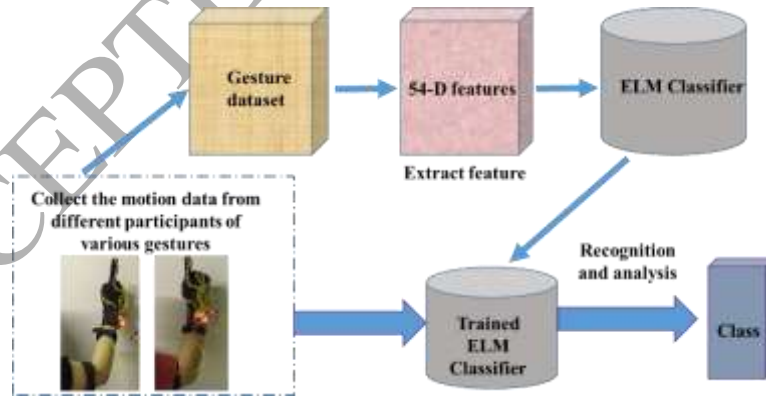 Gesture
dataset
54-D features
ELM Classifier
Extract feature
Collect the motion data from
different participants of
various gestures
Recognition
and analysis
Trained
ELM
Classifier
Class
CEPTE